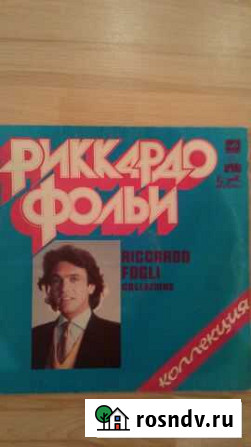 РИККАРДО
ФОЛЬИ
RICCARDO
FOGLI
COLLEZIONE
КОЛЛЕКЦИЯ
rosndv.ru